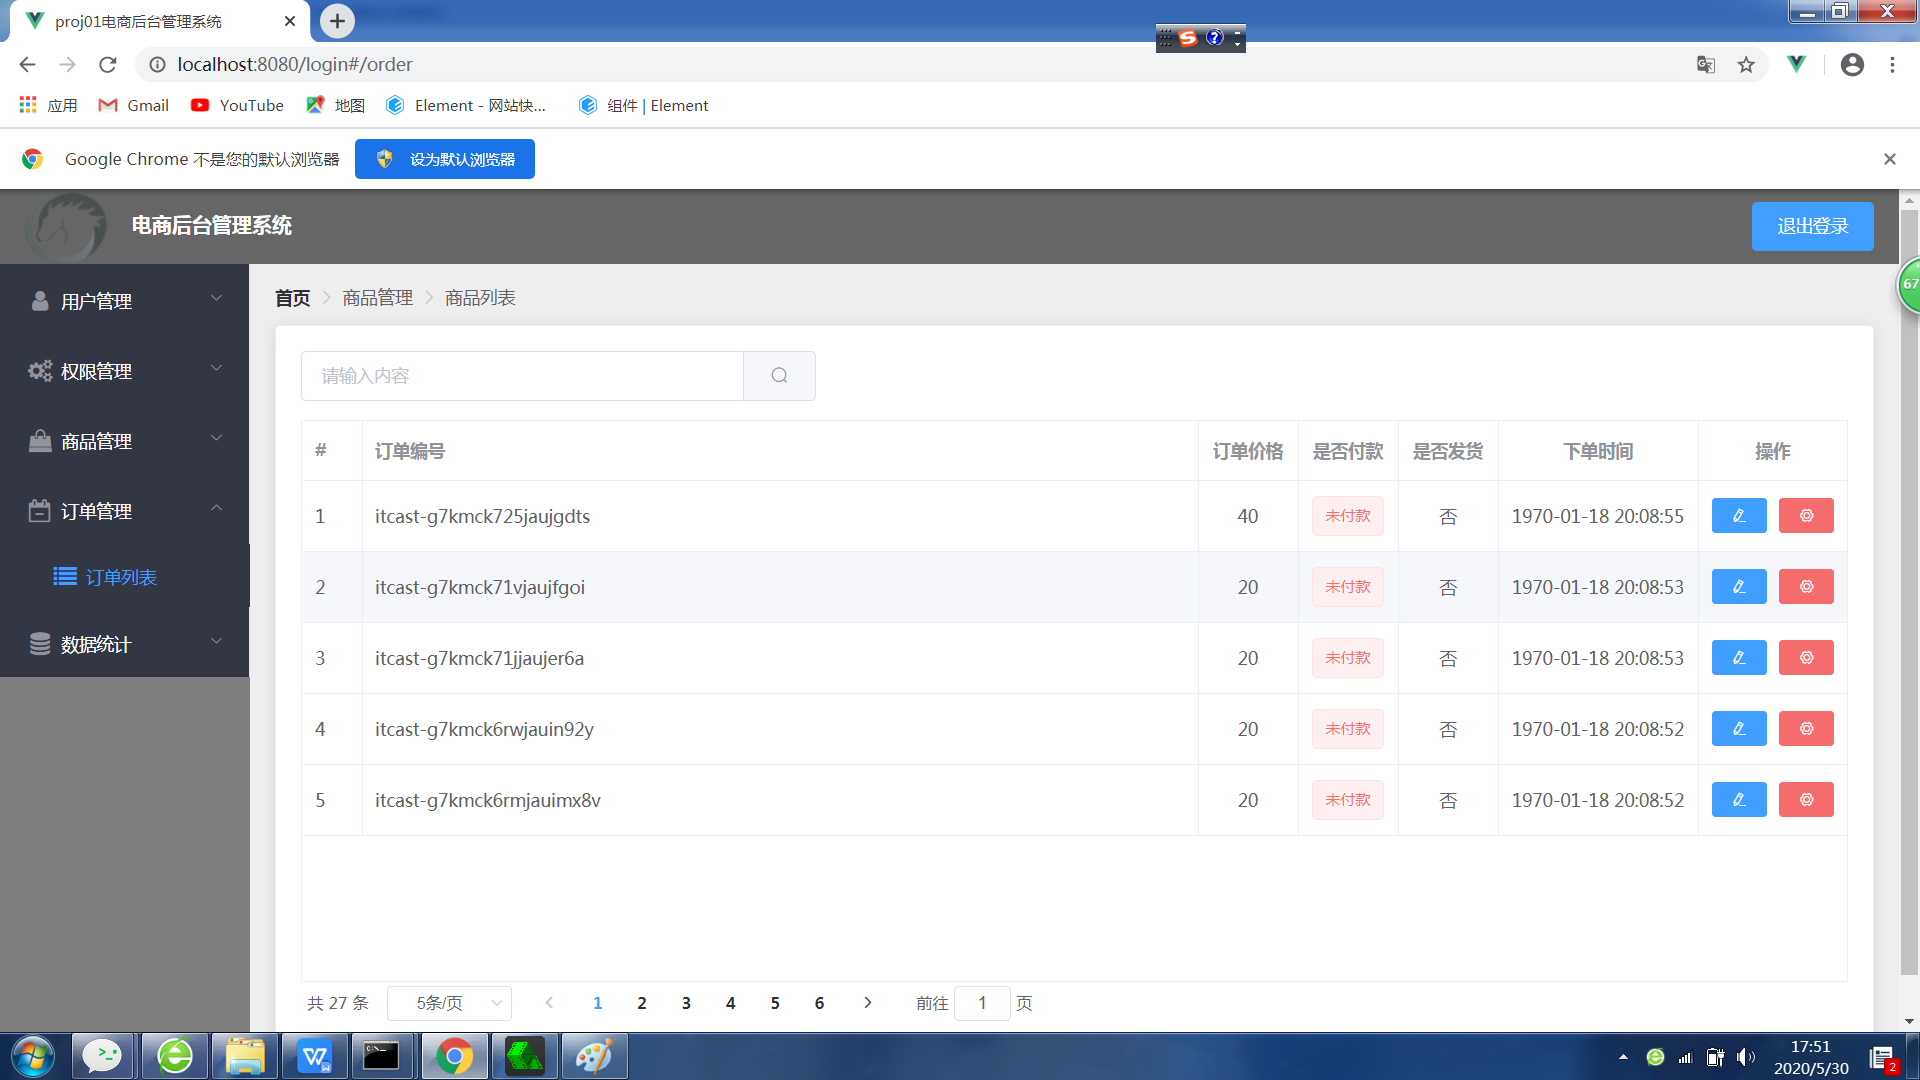 proj01电商后台管理系统
localhost:8080/login#/order
应用 Gmail YouTube 地图 Element - 网站快... 组件 | Element
Google Chrome 不是您的默认浏览器 设为默认浏览器
电商后台管理系统 退出登录
67
用户管理
权限管理
商品管理
订单管理
订单列表
数据统计
首页 商品管理 商品列表
请输入内容
# 订单编号 订单价格 是否付款 是否发货 下单时间 操作
1 itcast-g7kmck725jaujgdts 40 未付款 否 1970-01-18 20:08:55
2 itcast-g7kmck71vjaujfgoi 20 未付款 否 1970-01-18 20:08:53
3 itcast-g7kmck71jjaujer6a 20 未付款 否 1970-01-18 20:08:53
4 itcast-g7kmck6rwjauin92y 20 未付款 否 1970-01-18 20:08:52
5 itcast-g7kmck6rmjauimx8v 20 未付款 否 1970-01-18 20:08:52
共 27 条 5条/页 1 2 3 4 5 6 前往 1 页
17:51
2020/5/30
2